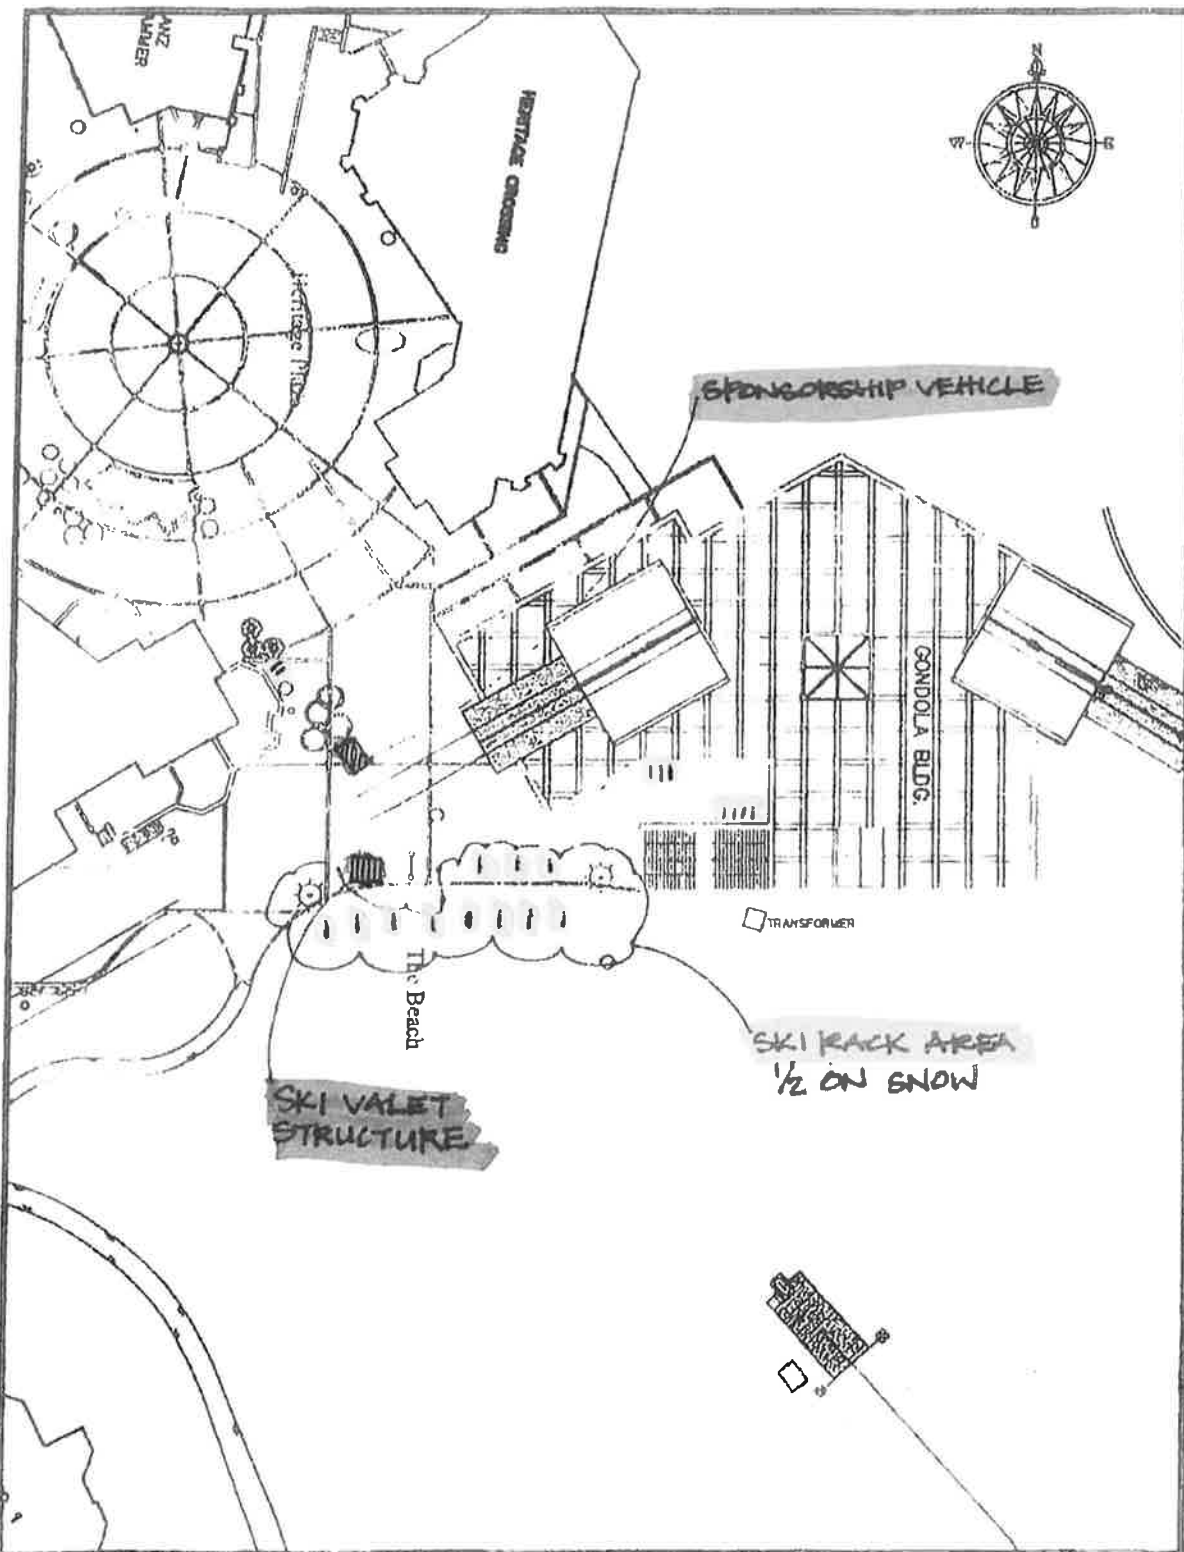 HERITAGE CROSSING
N
W
E
Heritage
SPONSORSHIP VEHICLE
GONDOLA BLDG.
TRANSFORMER
The Beach
SKI RACK AREA
1/2 ON SNOW
SKI VALET
STRUCTURE